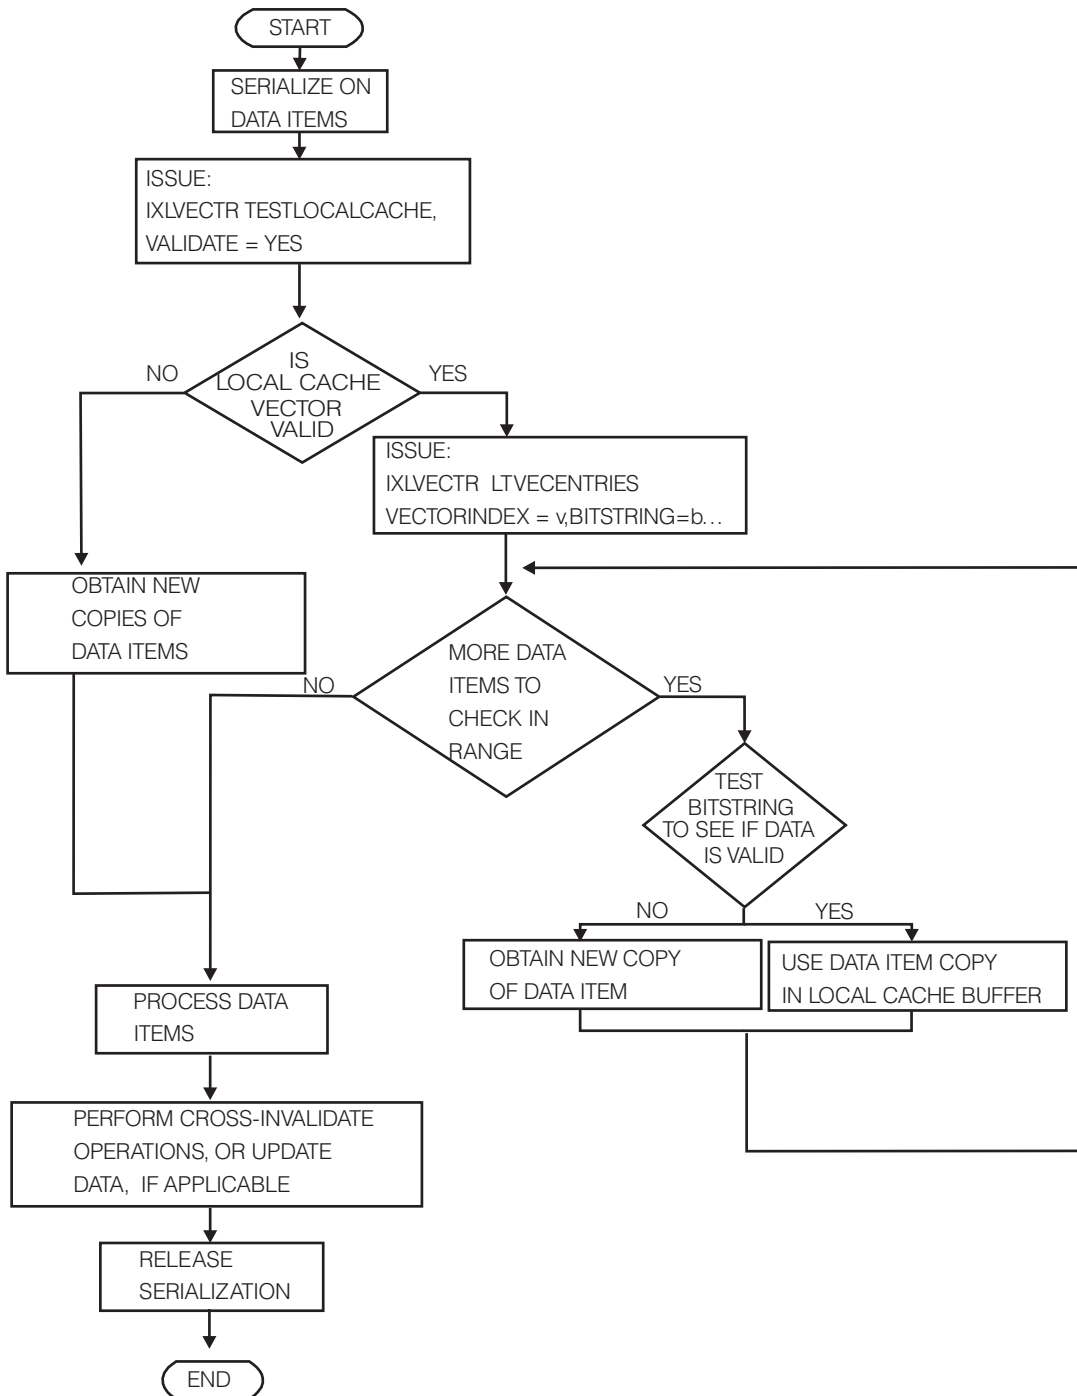 START
SERIALIZE ON
DATA ITEMS
ISSUE:
IXLVECTR TESTLOCALCACHE,
VALIDATE = YES
IS
LOCAL CACHE
VECTOR
VALID
NO
YES
ISSUE:
IXLVECTR LTVECENTRIES
VECTORINDEX = v,BITSTRING=b...
OBTAIN NEW
COPIES OF
DATA ITEMS
MORE DATA
ITEMS TO
CHECK IN
RANGE
NO
YES
TEST
BITSTRING
TO SEE IF DATA
IS VALID
NO
YES
OBTAIN NEW COPY
OF DATA ITEM
USE DATA ITEM COPY
IN LOCAL CACHE BUFFER
PROCESS DATA
ITEMS
PERFORM CROSS-INVALIDATE
OPERATIONS, OR UPDATE
DATA, IF APPLICABLE
RELEASE
SERIALIZATION
END